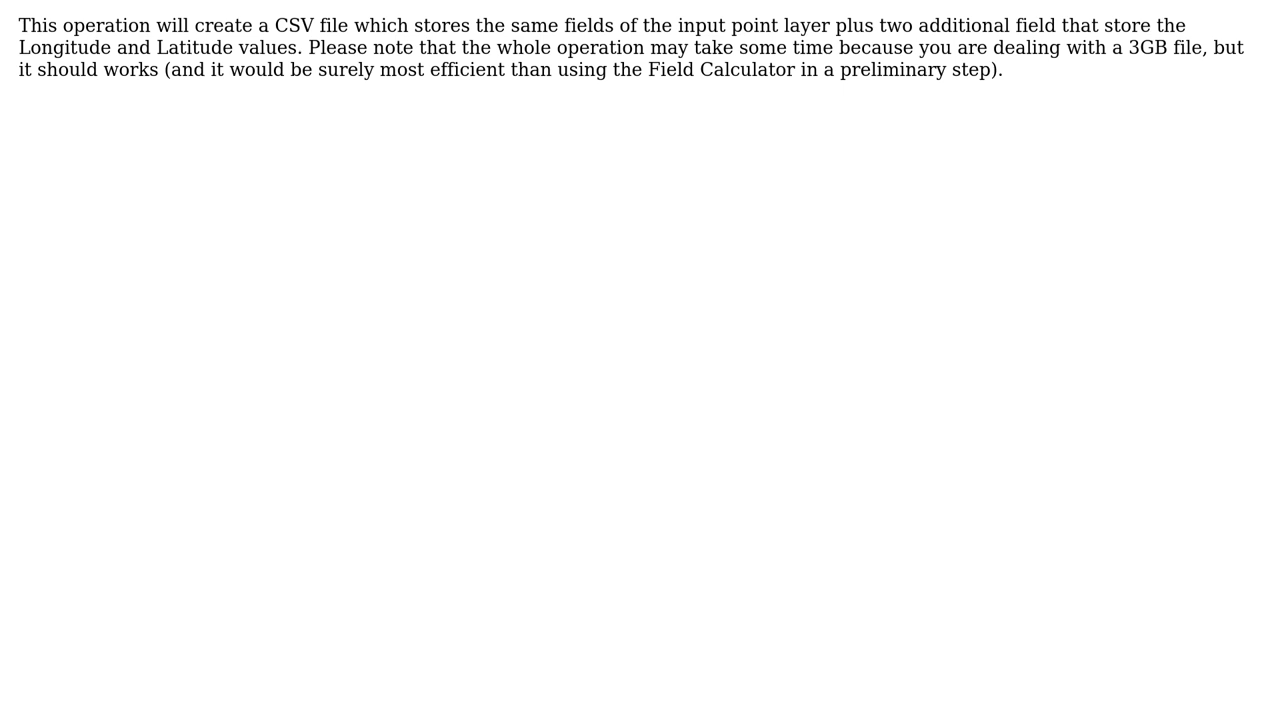 This operation will create a CSV file which stores the same fields of the input point layer plus two additional field that store the
Longitude and Latitude values. Please note that the whole operation may take some time because you are dealing with a 3GB file, but
it should works (and it would be surely most efficient than using the Field Calculator in a preliminary step).